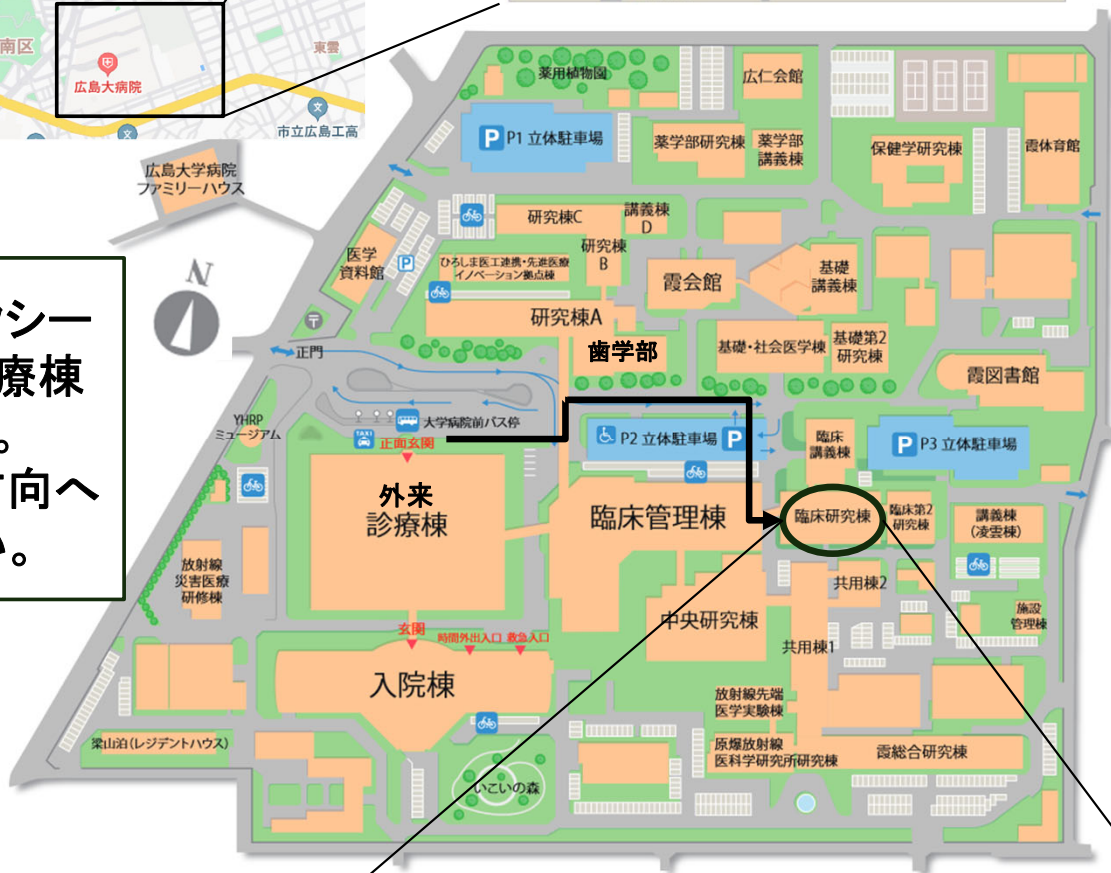 南区
広島大病院
東雲
市立広島工高
広島大学病院
ファミリーハウス
N
薬用植物園
広仁会館
P
P1 立体駐車場
薬学部研究棟
薬学部
講義棟
保健学研究棟
霞体育館
研究棟C
講義棟
D
研究棟
B
医学
資料館
P
ひろしま医工連携・先進医療
イノベーション拠点棟
霞会館
基礎
講義棟
研究棟A
歯学部
基礎・社会医学棟
基礎第2
研究棟
霞図書館
〒
正門
シー
療棟
。
方向へ
い。
YHRP
ミュージアム
TAXI
大学病院前バス停
正面玄関
P2 立体駐車場
P
臨床
講義棟
P
P3 立体駐車場
外来
診療棟
臨床管理棟
臨床研究棟
臨床第2
研究棟
講義棟
(凌雲棟)
放射線
災害医療
研修棟
共用棟2
中央研究棟
施設
管理棟
玄関
時間外出入口
救急入口
共用棟1
入院棟
放射線先端
医学実験棟
梁山泊(レジデントハウス)
原爆放射線
医科学研究所研究棟
霞総合研究棟
いこいの森